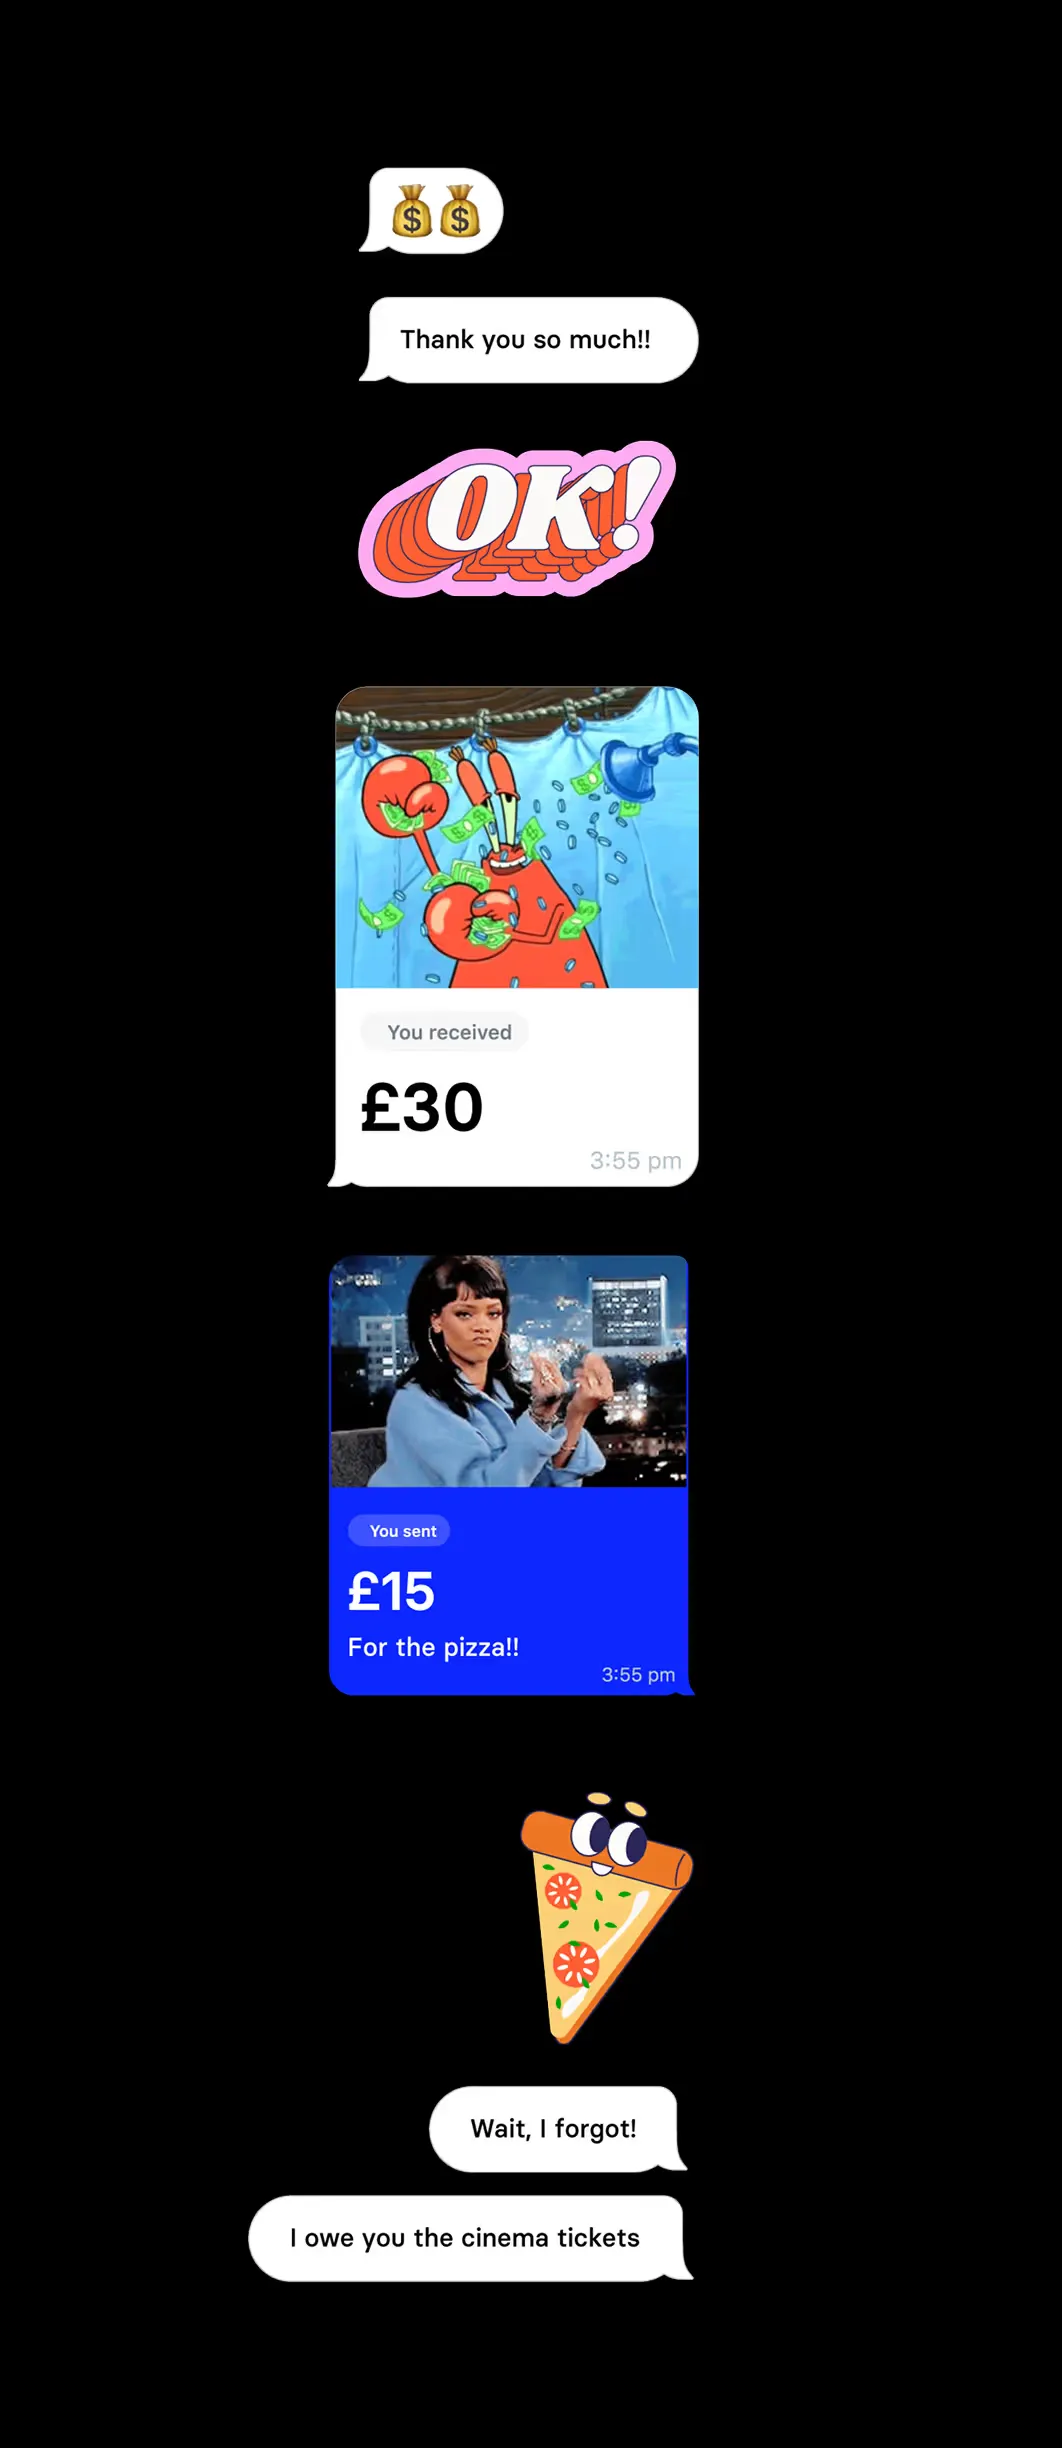 Thank you so much!!
OK!
You received
£30
3:55 pm
You sent
£15
For the pizza!!
3:55 pm
Wait, I forgot!
I owe you the cinema tickets